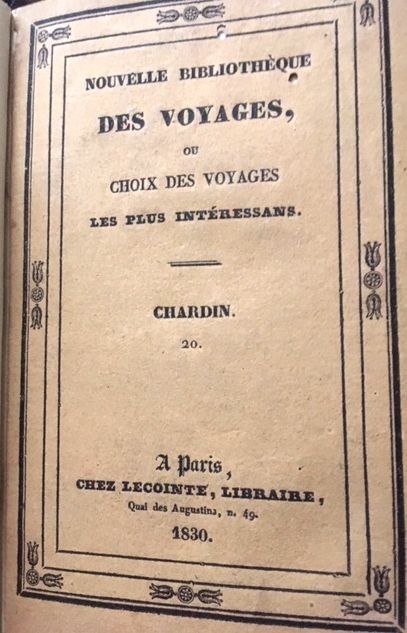 NOUVELLE BIBLIOTHÈQUE
DES VOYAGES,
OU
CHOIX DES VOYAGES
LES PLUS INTÉRESSANS.
CHARDIN.
20.
A Paris,
CHEZ LECOINTE, LIBRAIRE,
Quai des Augustins, n. 49.
1830.